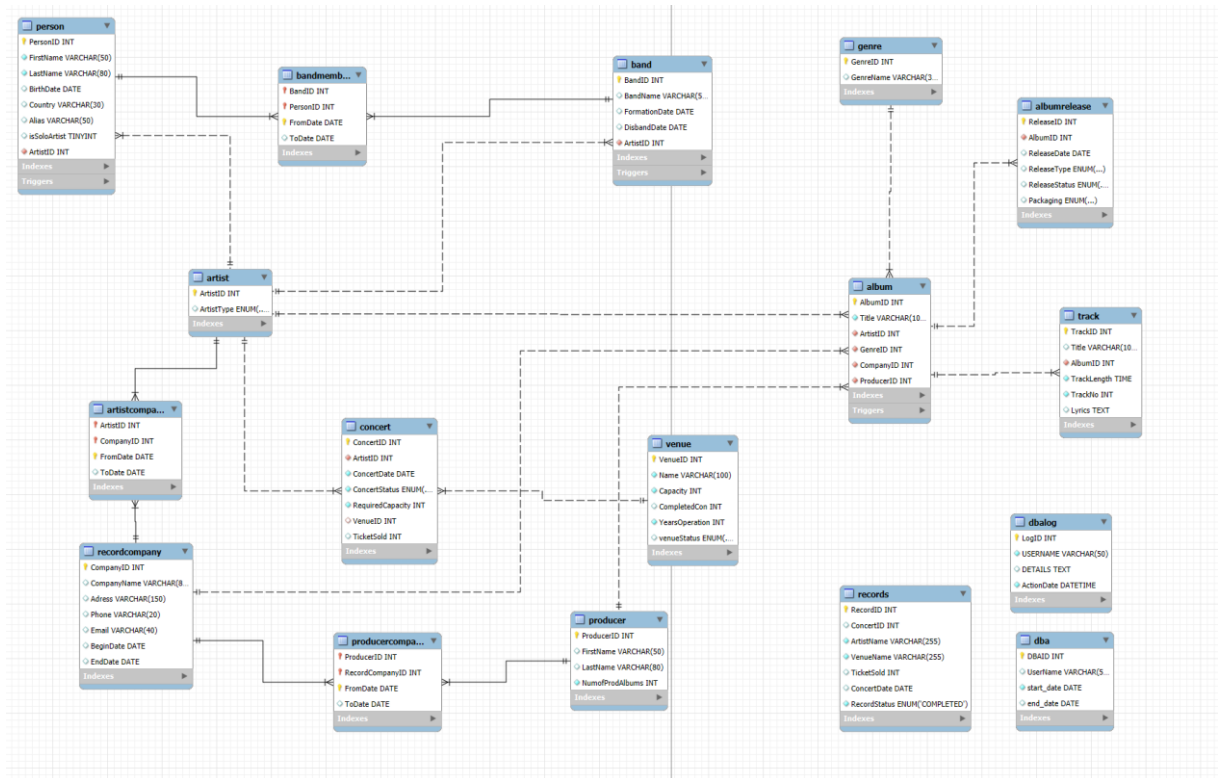 person
PersonID INT
FirstName VARCHAR(50)
LastName VARCHAR(80)
BirthDate DATE
Country VARCHAR(30)
Alias VARCHAR(50)
isSoloArtist TINYINT
ArtistID INT
Indexes
Triggers
bandmemb...
BandID INT
PersonID INT
FromDate DATE
ToDate DATE
Indexes
band
BandID INT
BandName VARCHAR(5...
FormationDate DATE
DisbandDate DATE
ArtistID INT
Indexes
Triggers
genre
GenreID INT
GenreName VARCHAR(3...
Indexes
albumrelease
ReleaseID INT
AlbumID INT
ReleaseDate DATE
ReleaseType ENUM(...)
ReleaseStatus ENUM(...
Packaging ENUM(...)
Indexes
artist
ArtistID INT
ArtistType ENUM(...
Indexes
album
AlbumID INT
Title VARCHAR(10...
ArtistID INT
GenreID INT
CompanyID INT
ProducerID INT
Indexes
Triggers
track
TrackID INT
Title VARCHAR(10...
AlbumID INT
TrackLength TIME
TrackNo INT
Lyrics TEXT
Indexes
artistcompa...
ArtistID INT
CompanyID INT
FromDate DATE
ToDate DATE
Indexes
concert
ConcertID INT
ArtistID INT
ConcertDate DATE
ConcertStatus ENUM(...
RequiredCapacity INT
VenueID INT
TicketSold INT
Indexes
venue
VenueID INT
Name VARCHAR(100)
Capacity INT
CompletedCon INT
YearsOperation INT
venueStatus ENUM(...
Indexes
recordcompany
CompanyID INT
CompanyName VARCHAR(8...
Adress VARCHAR(150)
Phone VARCHAR(20)
Email VARCHAR(40)
BeginDate DATE
EndDate DATE
Indexes
producercompa...
ProducerID INT
RecordCompanyID INT
FromDate DATE
ToDate DATE
Indexes
producer
ProducerID INT
FirstName VARCHAR(50)
LastName VARCHAR(80)
NumofProdAlbums INT
Indexes
records
RecordID INT
ConcertID INT
ArtistName VARCHAR(255)
VenueName VARCHAR(255)
TicketSold INT
ConcertDate DATE
RecordStatus ENUM('COMPLETED')
Indexes
dbalog
LogID INT
USERNAME VARCHAR(50)
DETAILS TEXT
ActionDate DATETIME
Indexes
dba
DBAID INT
UserName VARCHAR(5...
start_date DATE
end_date DATE
Indexes